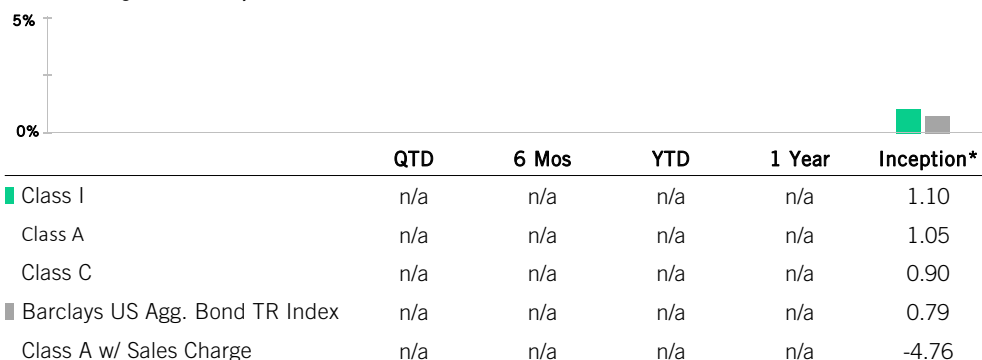 5%
0%
QTD 6 Mos YTD 1 Year Inception*
Class I n/a n/a n/a n/a 1.10
Class A n/a n/a n/a n/a 1.05
Class C n/a n/a n/a n/a 0.90
Barclays US Agg. Bond TR Index n/a n/a n/a n/a 0.79
Class A w/ Sales Charge n/a n/a n/a n/a -4.76